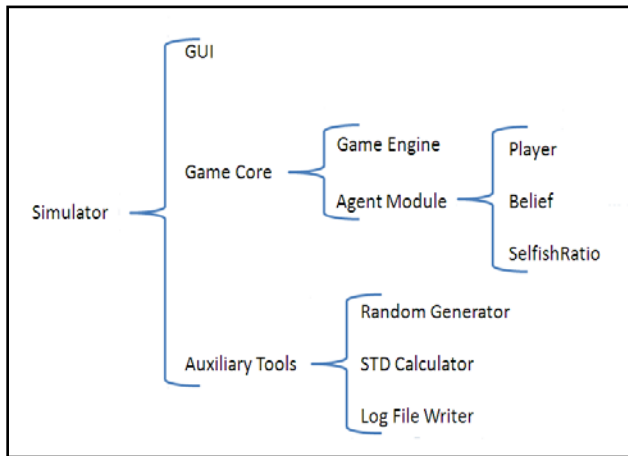 GUI
Game Engine
Player
Game Core
Agent Module
Belief
Simulator
SelfishRatio
Random Generator
Auxiliary Tools
STD Calculator
Log File Writer